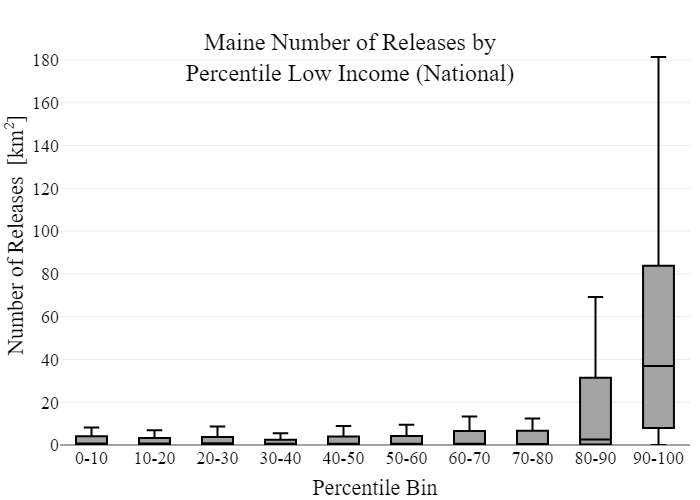 Maine Number of Releases by
Percentile Low Income (National)
Number of Releases [km²]
180
160
140
120
100
80
60
40
20
0
0-10 10-20 20-30 30-40 40-50 50-60 60-70 70-80 80-90 90-100
Percentile Bin